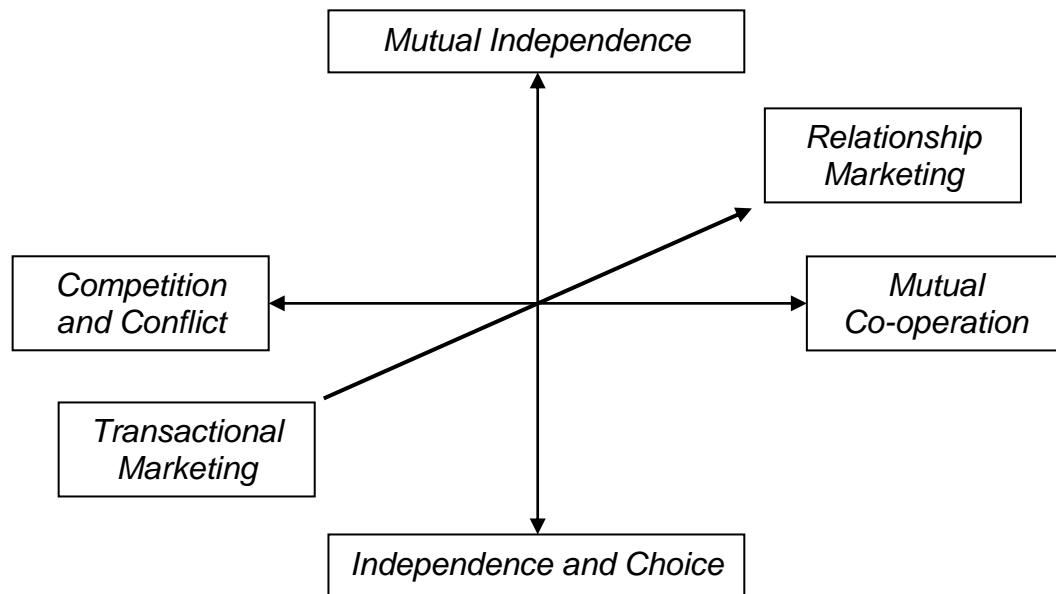 Mutual Independence
Relationship
Marketing
Competition
and Conflict
Mutual
Co-operation
Transactional
Marketing
Independence and Choice